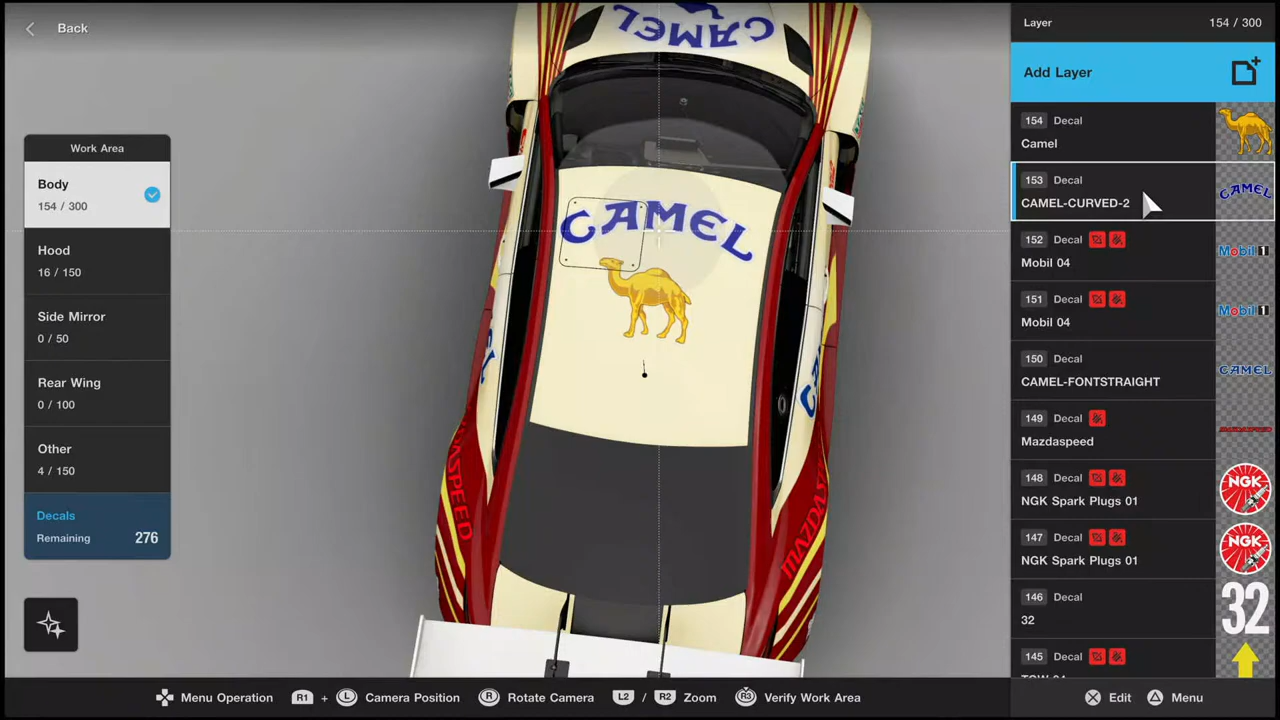 Back
Layer 154 / 300
Add Layer
154 Decal
Camel
153 Decal
CAMEL-CURVED-2
CAMEL
152 Decal
Mobil 04
Mobil 1
151 Decal
Mobil 04
Mobil 1
150 Decal
CAMEL-FONTSTRAIGHT
CAMEL
149 Decal
Mazdaspeed
148 Decal
NGK Spark Plugs 01
NGK
147 Decal
NGK Spark Plugs 01
NGK
146 Decal
32
32
145 Decal
Work Area
Body
154 / 300
Hood
16 / 150
Side Mirror
0 / 50
Rear Wing
0 / 100
Other
4 / 150
Decals
Remaining 276
CAMEL
CAMEL
MAZDASPEED
Menu Operation
R1 + L Camera Position
R Rotate Camera
L2 / R2 Zoom
R3 Verify Work Area
Edit
Menu